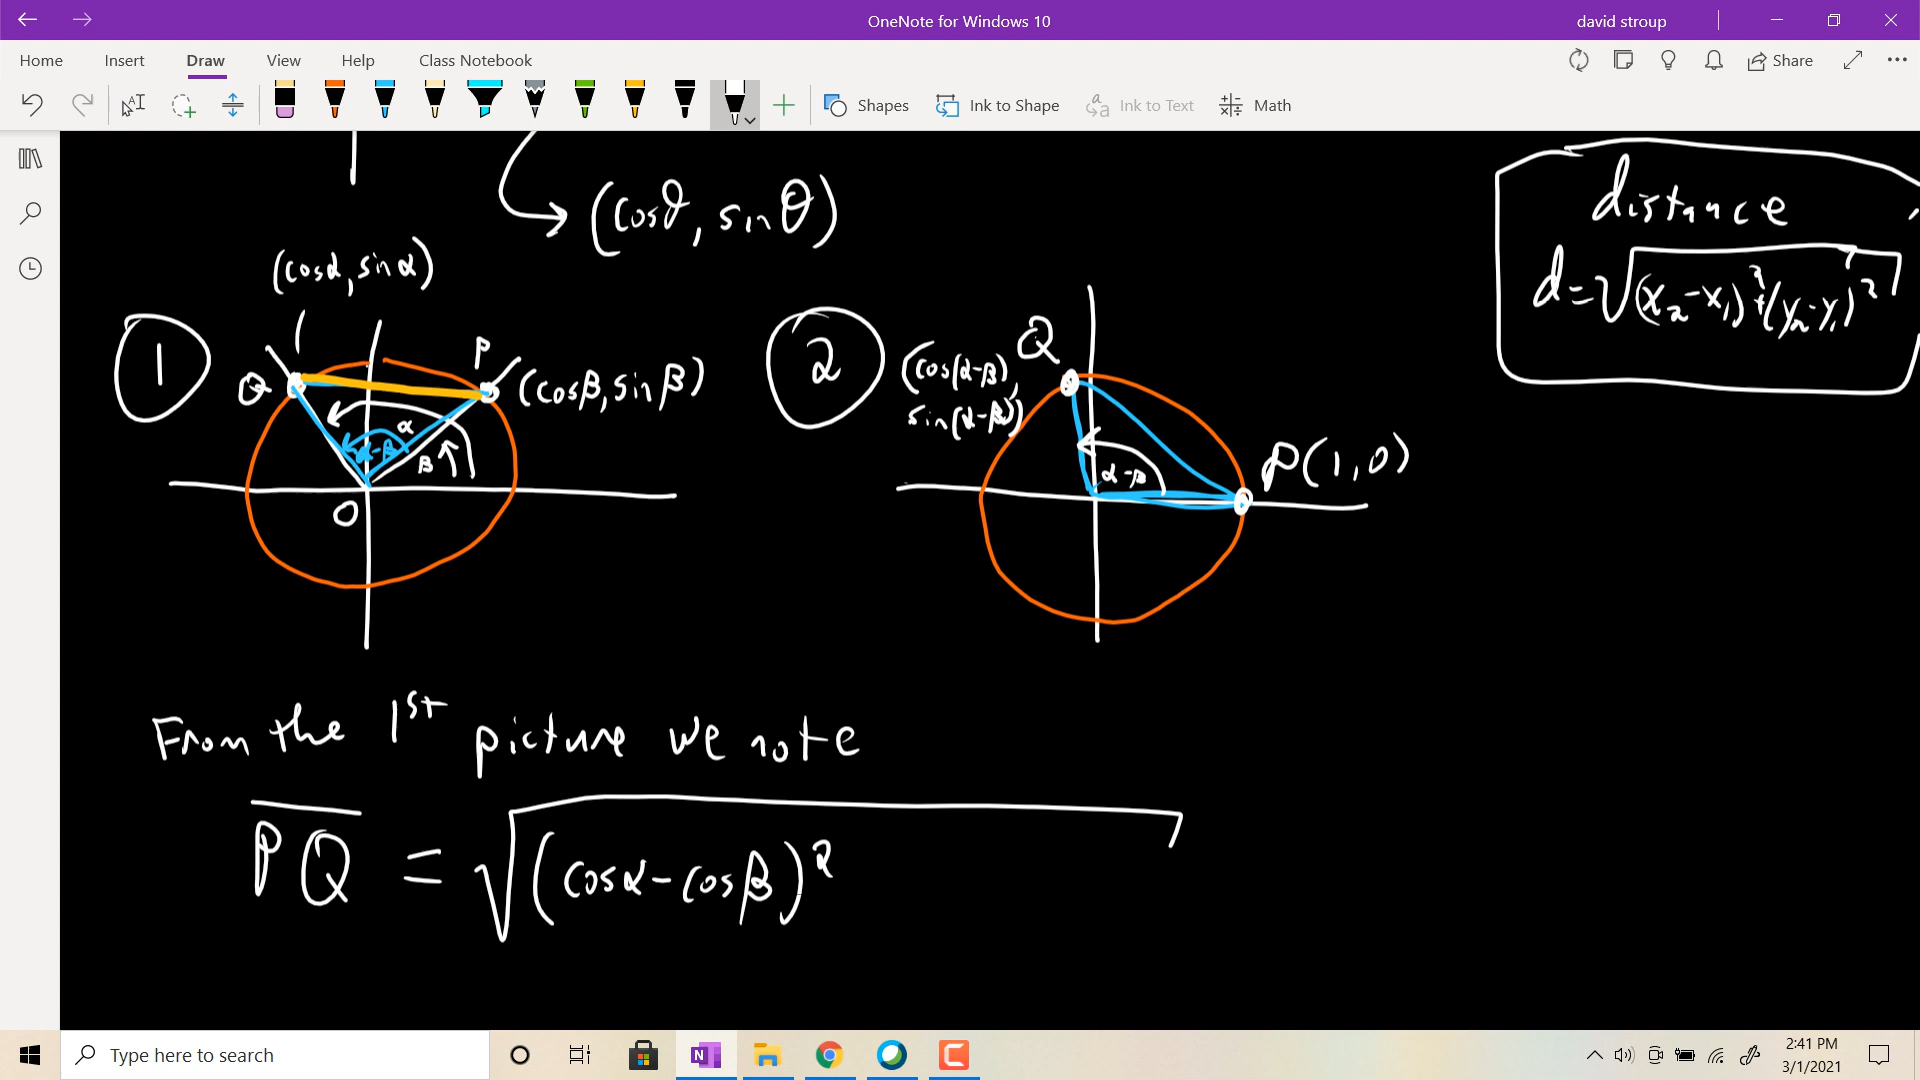 OneNote for Windows 10
david stroup
Home Insert Draw View Help Class Notebook
Share
Shapes Ink to Shape Ink to Text Math
(cosθ, sinθ)
distance
d=√(x₂-x₁)²+(y₂-y₁)²
(cosα, sinα)
1
Q
P
(cosβ, sinβ)
α
α-β
β
O
2
(cos(α-β),
sin(α-β))
Q
α-β
P(1,0)
From the 1st picture we note
PQ = √(cosα-cosβ)²
Type here to search
2:41 PM
3/1/2021